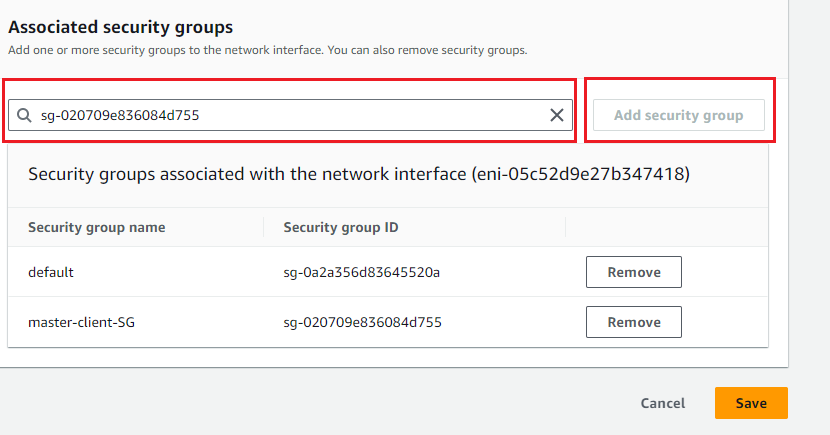 Associated security groups
Add one or more security groups to the network interface. You can also remove security groups.
sg-020709e836084d755
Add security group
Security groups associated with the network interface (eni-05c52d9e27b347418)
Security group name Security group ID
default sg-0a2a356d83645520a Remove
master-client-SG sg-020709e836084d755 Remove
Cancel Save